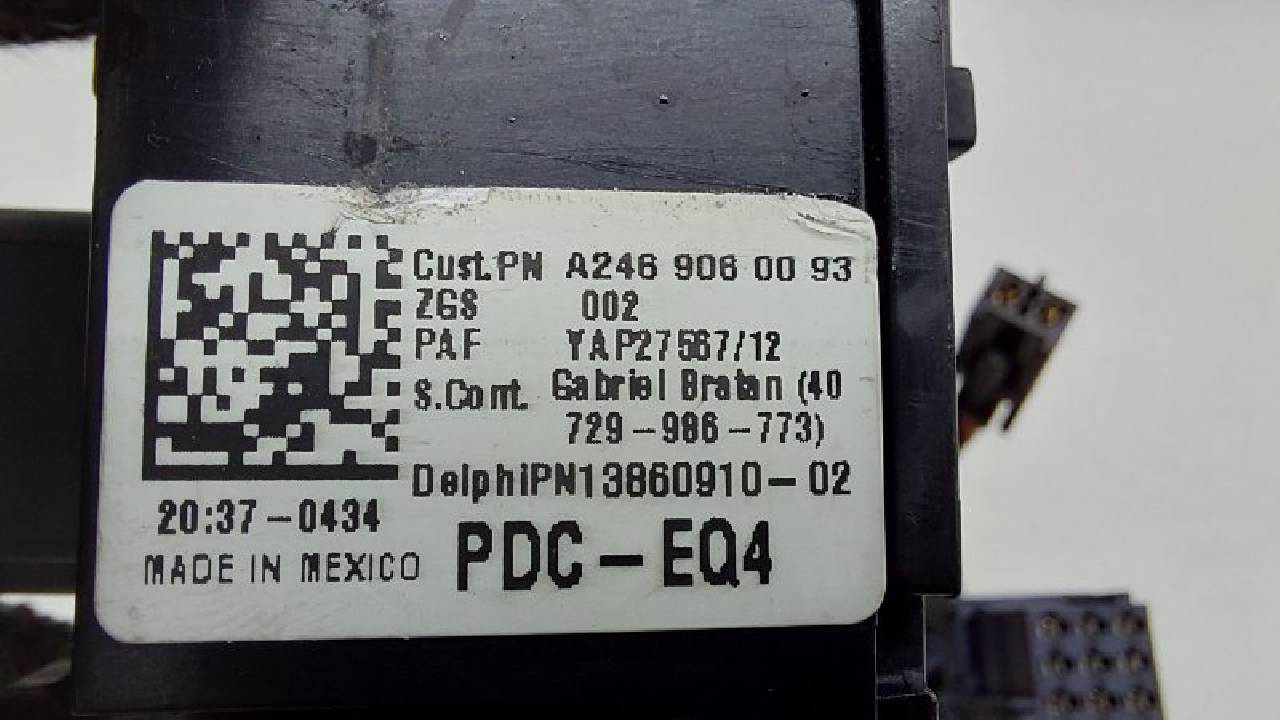 Cust.PN A246 906 00 93
ZGS 002
PAF YAP27567/12
S.Cont. Gabriel Bratan (40
729-986-773)
DelphiPN13860910-02
20:37-0434
MADE IN MEXICO
PDC-EQ4